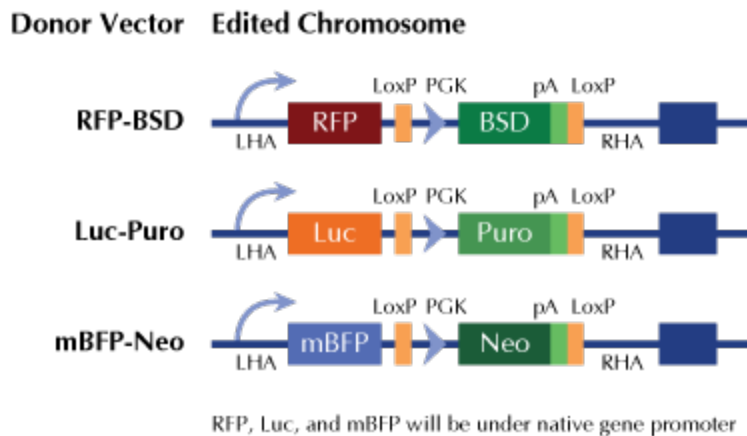 Donor Vector Edited Chromosome
LoxP PGK pA LoxP
RFP-BSD RFP BSD
LHA RHA
LoxP PGK pA LoxP
Luc-Puro Luc Puro
LHA RHA
LoxP PGK pA LoxP
mBFP-Neo mBFP Neo
LHA RHA
RFP, Luc, and mBFP will be under native gene promoter